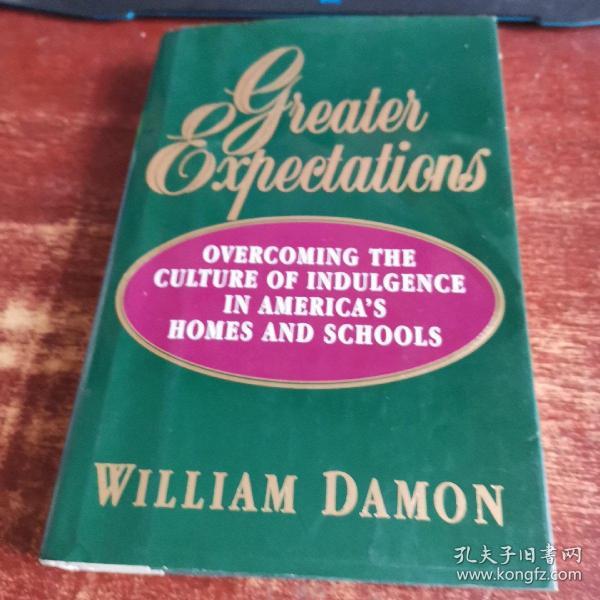 Greater
Expectations
OVERCOMING THE
CULTURE OF INDULGENCE
IN AMERICA'S
HOMES AND SCHOOLS
WILLIAM DAMON
孔夫子旧书网
www.kongfz.com